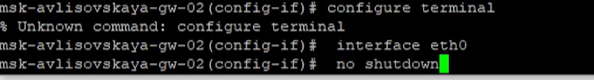 msk-avlisovskaya-gw-02(config-if)# configure terminal
% Unknown command: configure terminal
msk-avlisovskaya-gw-02(config-if)#  interface eth0
msk-avlisovskaya-gw-02(config-if)#  no shutdown